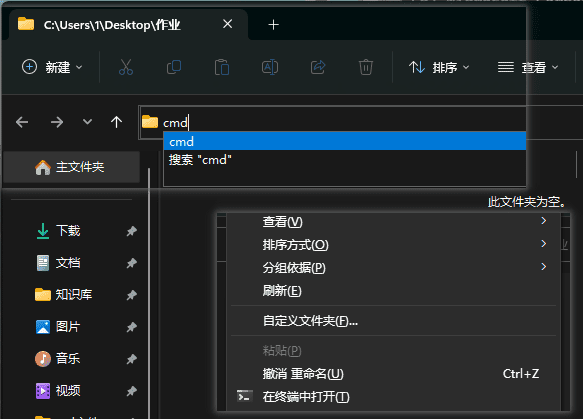 C:\Users\1\Desktop\作业
新建
排序
查看
cmd
cmd
搜索 "cmd"
主文件夹
此文件夹为空。
下载
文档
知识库
图片
音乐
视频
查看(V)
排序方式(O)
分组依据(P)
刷新(E)
自定义文件夹(F)...
粘贴(P)
撤消 重命名(U) Ctrl+Z
在终端中打开(T)